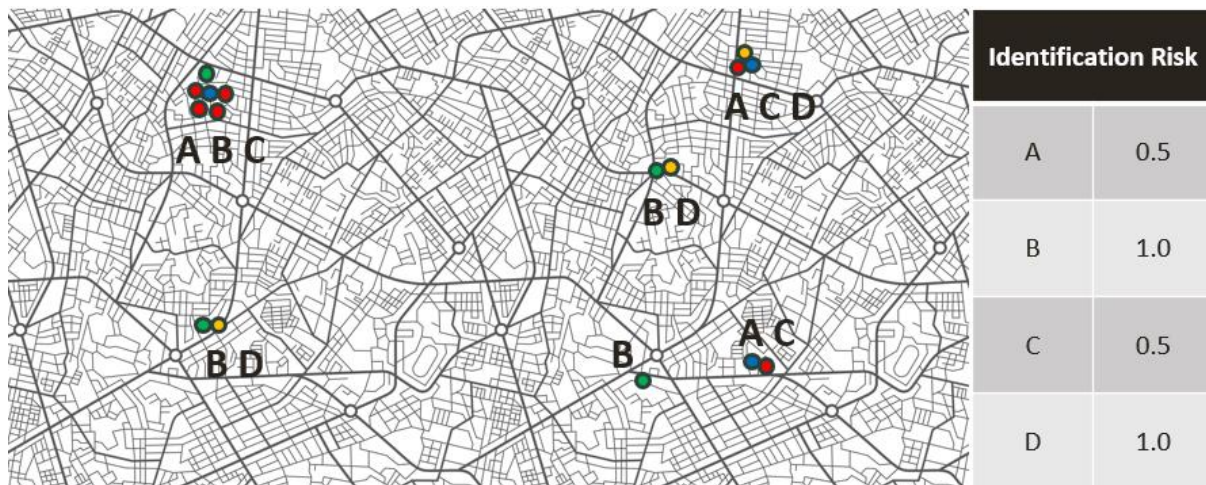 A B C
A C D
B D
B D
B
A C
Identification Risk
A 0.5
B 1.0
C 0.5
D 1.0